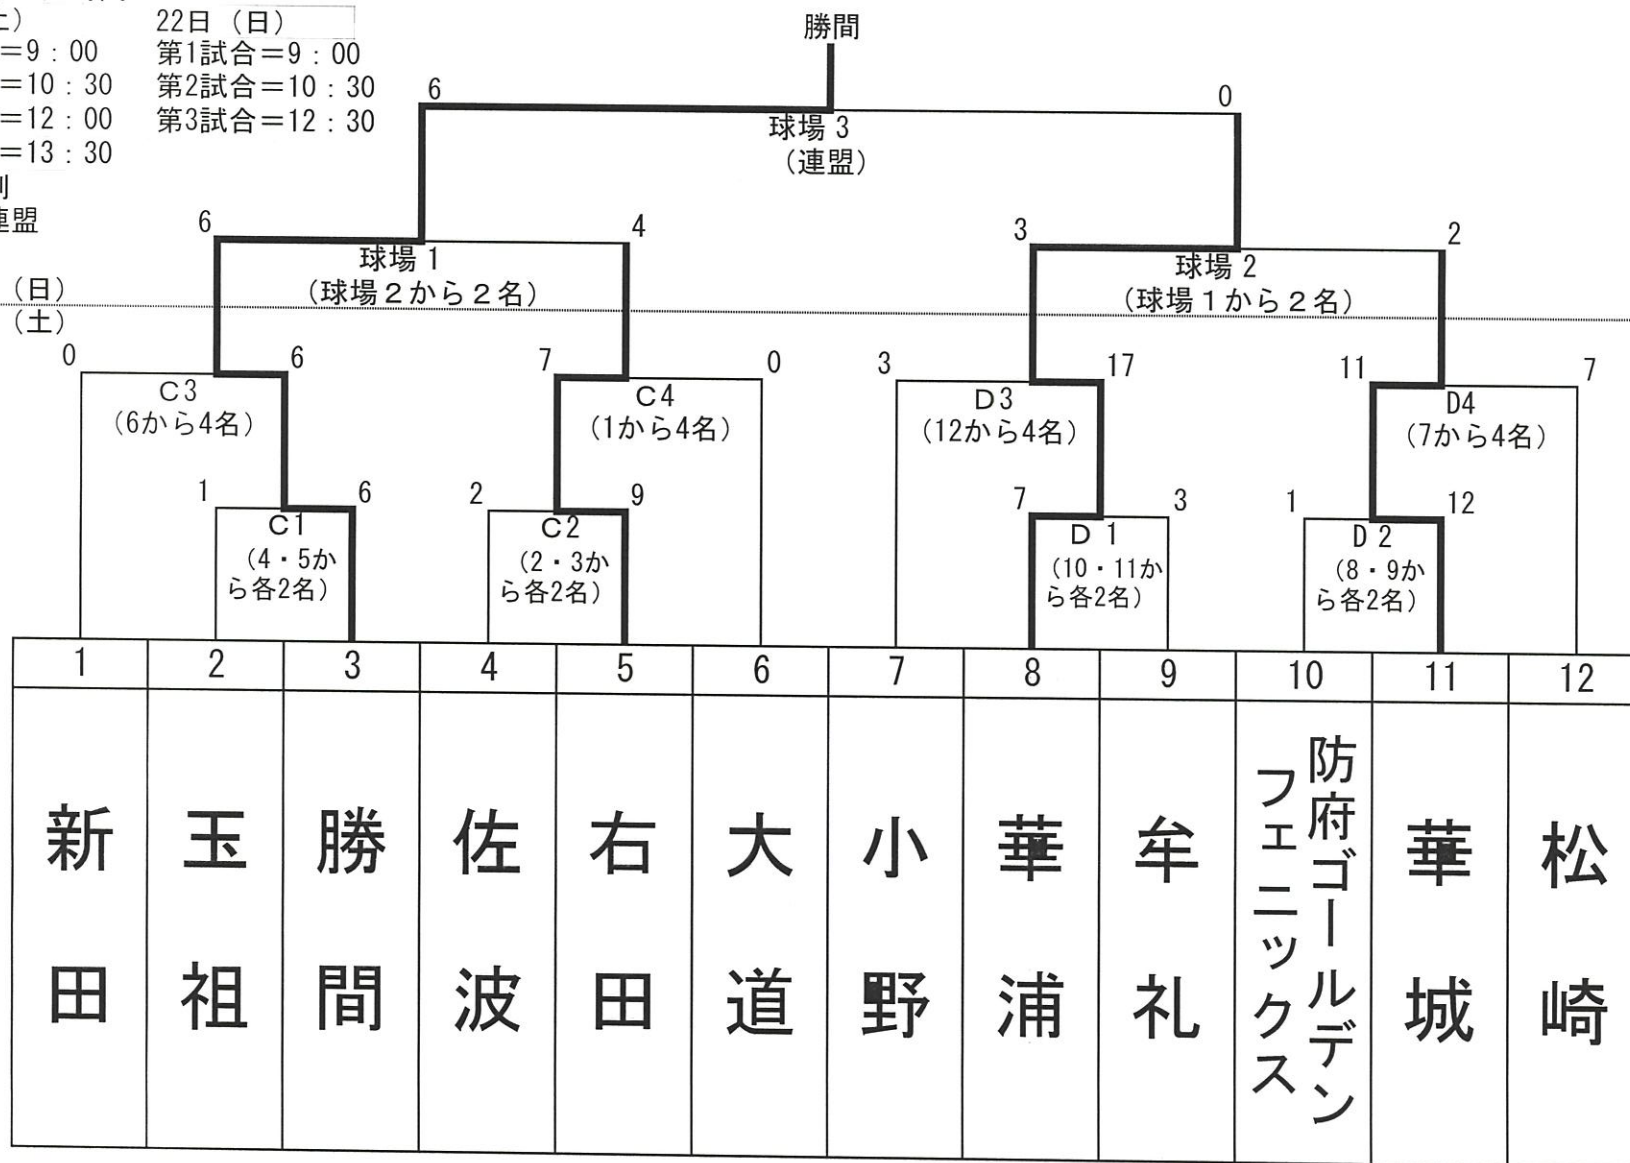 土)
22日（日）
＝9：00
第1試合＝9：00
＝10：30
第2試合＝10：30
＝12：00
第3試合＝12：30
＝13：30
連盟
勝間
6
0
球場 3
（連盟）
6
4
3
2
球場 1
（球場２から２名）
球場 2
（球場１から２名）
（日）
（土）
0
6
7
0
3
17
11
7
Ｃ3
（6から4名）
Ｃ4
（1から4名）
Ｄ3
（12から4名）
D4
（7から4名）
1
6
2
9
7
3
1
12
Ｃ1
（4・5か
ら各2名）
Ｃ2
（2・3か
ら各2名）
Ｄ 1
（10・11か
ら各2名）
D 2
（8・9か
ら各2名）
1
2
3
4
5
6
7
8
9
10
11
12
新田
玉祖
勝間
佐波
右田
大道
小野
華浦
牟礼
防府ゴールデン
フェニックス
華城
松崎